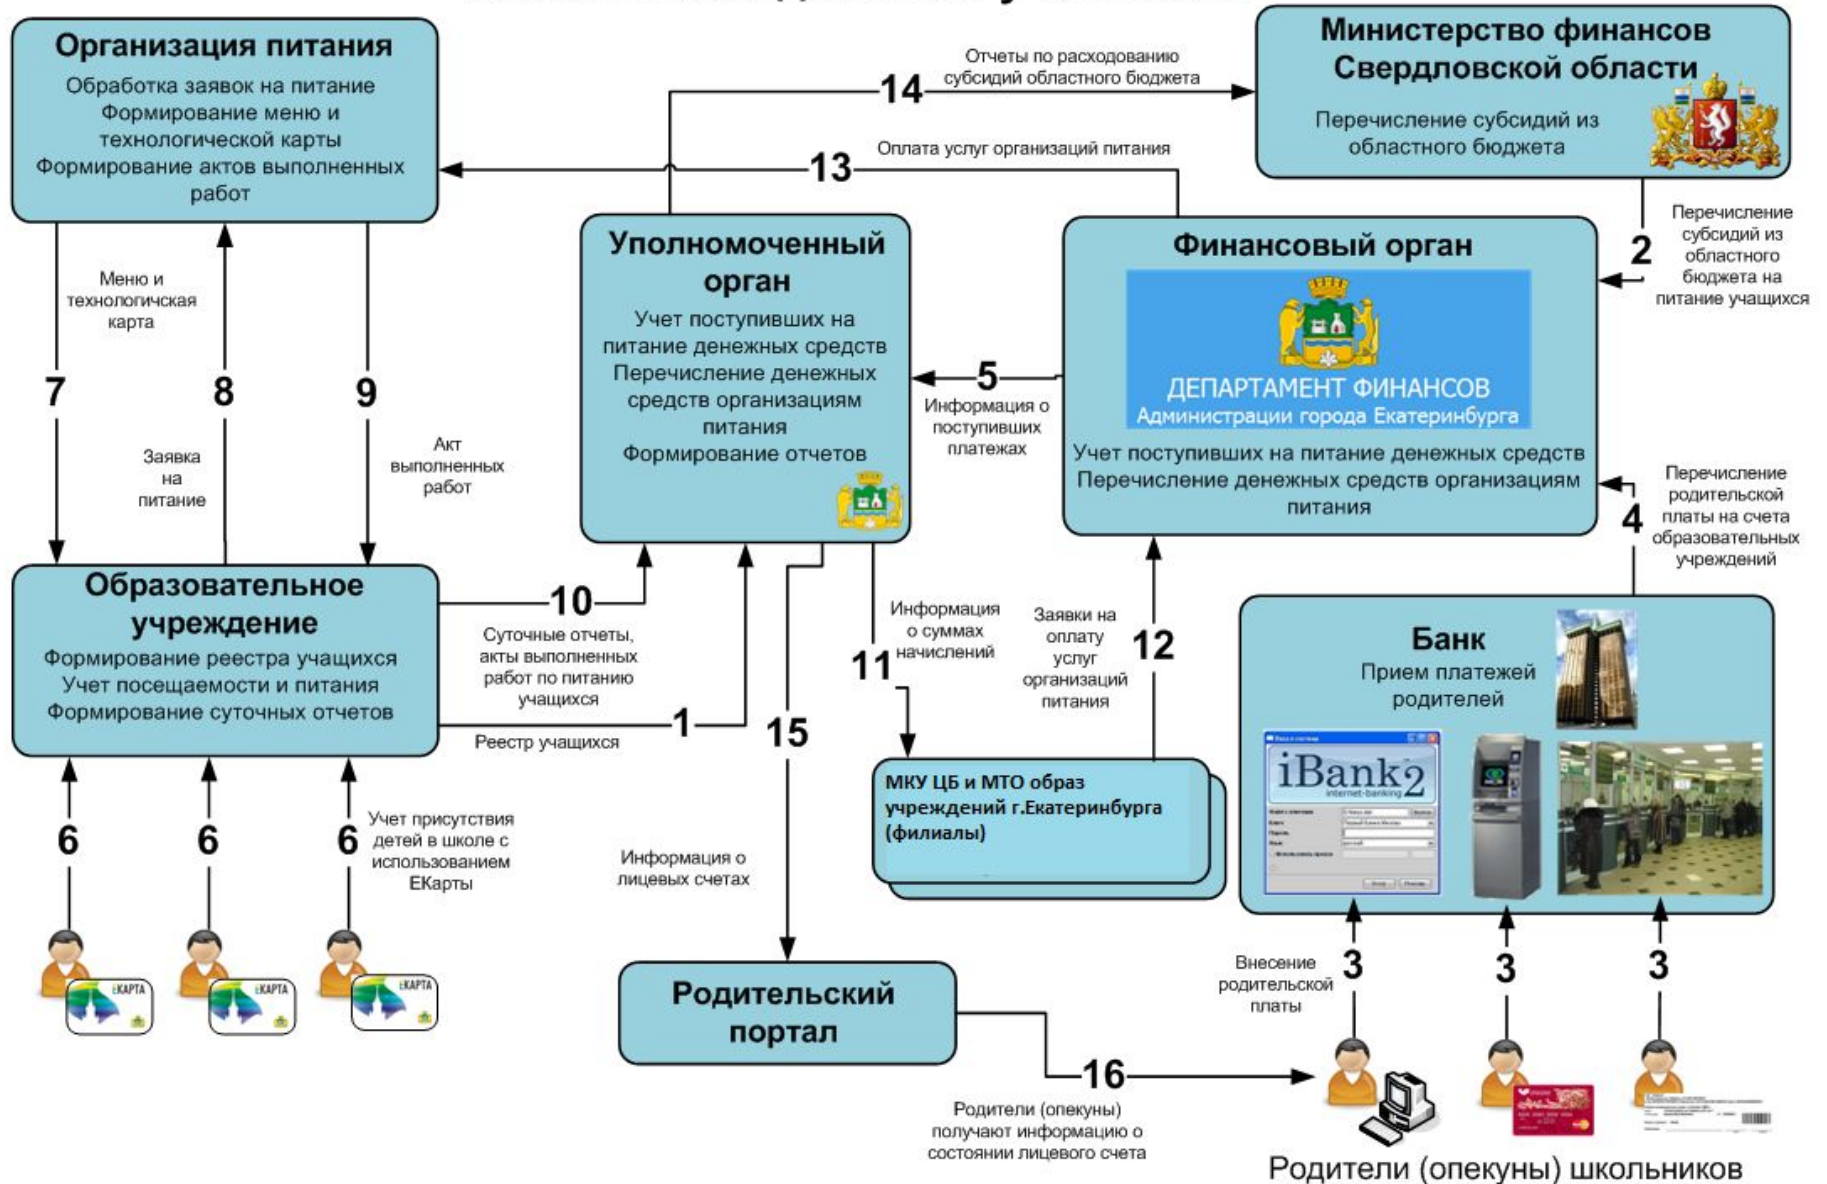 Организация питания
Обработка заявок на питание
Формирование меню и
технологической карты
Формирование актов выполненных
работ
14
Отчеты по расходованию
субсидий областного бюджета
Министерство финансов
Свердловской области
Перечисление субсидий из
областного бюджета
13
Оплата услуг организаций питания
2
Перечисление
субсидий из
областного
бюджета на
питание учащихся
Уполномоченный
орган
Учет поступивших на
питание денежных средств
Перечисление денежных
средств организациям
питания
Формирование отчетов
Финансовый орган
ДЕПАРТАМЕНТ ФИНАНСОВ
Администрации города Екатеринбурга
Учет поступивших на питание денежных средств
Перечисление денежных средств организациям
питания
5
Информация о
поступивших
платежах
7
Меню и
технологичская
карта
8
Заявка
на
питание
9
Акт
выполненных
работ
4
Перечисление
родительской
платы на счета
образовательных
учреждений
Образовательное
учреждение
Формирование реестра учащихся
Учет посещаемости и питания
Формирование суточных отчетов
10
Суточные отчеты,
акты выполненных
работ по питанию
учащихся
1
Реестр учащихся
15
Информация о
лицевых счетах
11
Информация
о суммах
начислений
12
Заявки на
оплату
услуг
организаций
питания
МКУ ЦБ и МТО образ
учреждений г.Екатеринбурга
(филиалы)
Банк
Прием платежей
родителей
iBank2
internet-banking
6
6
6
Учет присутствия
детей в школе с
использованием
ЕКарты
ЕКАРТА
ЕКАРТА
ЕКАРТА
Родительский
портал
16
Родители (опекуны)
получают информацию о
состоянии лицевого счета
3
3
3
Внесение
родительской
платы
Родители (опекуны) школьников